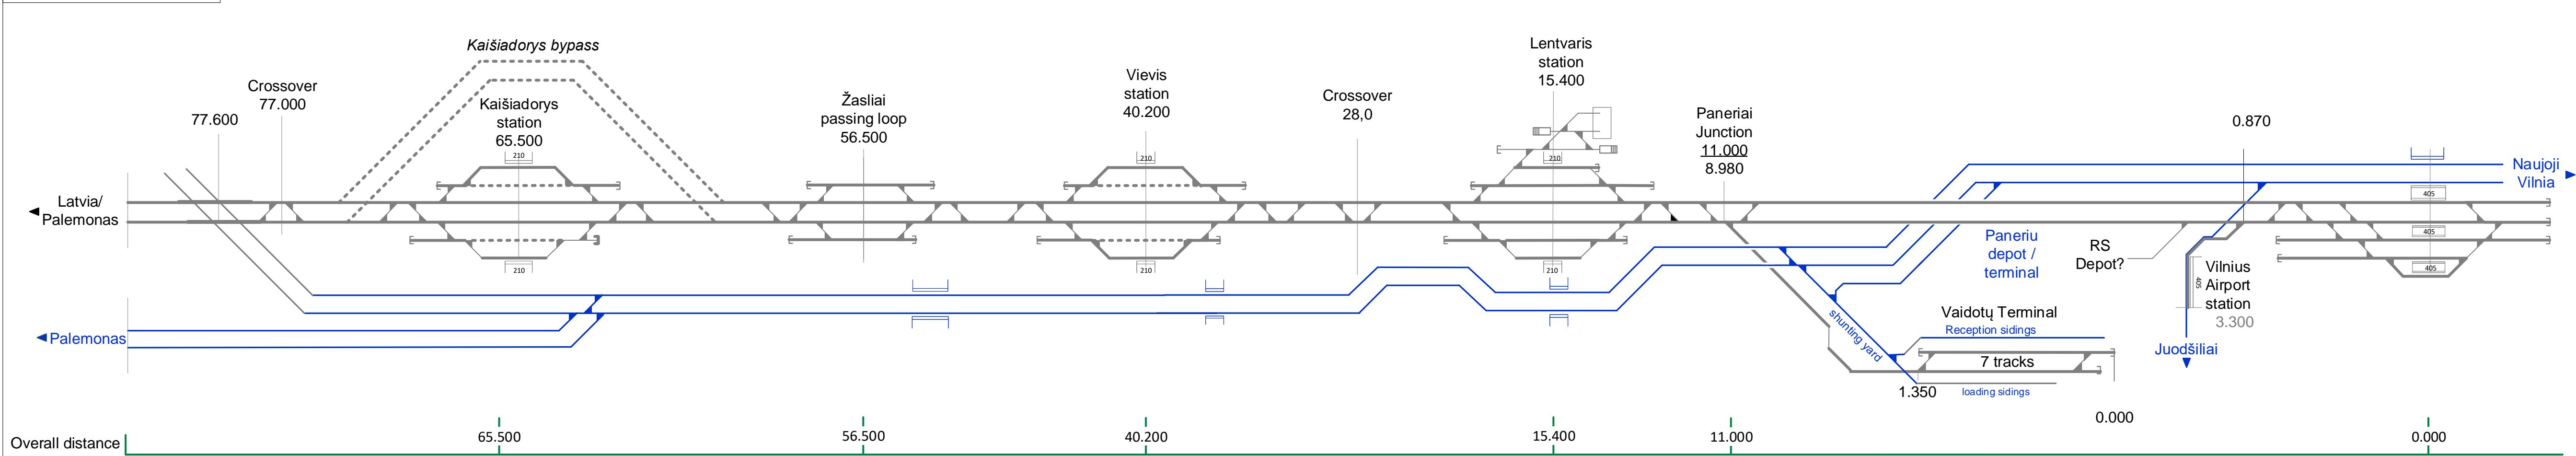 Kaišiadorys bypass
Crossover
77.000
77.600
Kaišiadorys
station
65.500
210
210
Žasliai
passing loop
56.500
Vievis
station
40.200
210
210
Crossover
28,0
Lentvaris
station
15.400
210
210
Paneriai
Junction
11.000
8.980
0.870
Naujoji
Vilnia
Latvia/
Palemonas
Palemonas
Paneriu
depot /
terminal
RS
Depot?
405
Vilnius
Airport
station
3.300
Juodšiliai
405
405
405
shunting yard
Vaidotų Terminal
Reception sidings
7 tracks
loading sidings
1.350
0.000
Overall distance
65.500
56.500
40.200
15.400
11.000
0.000